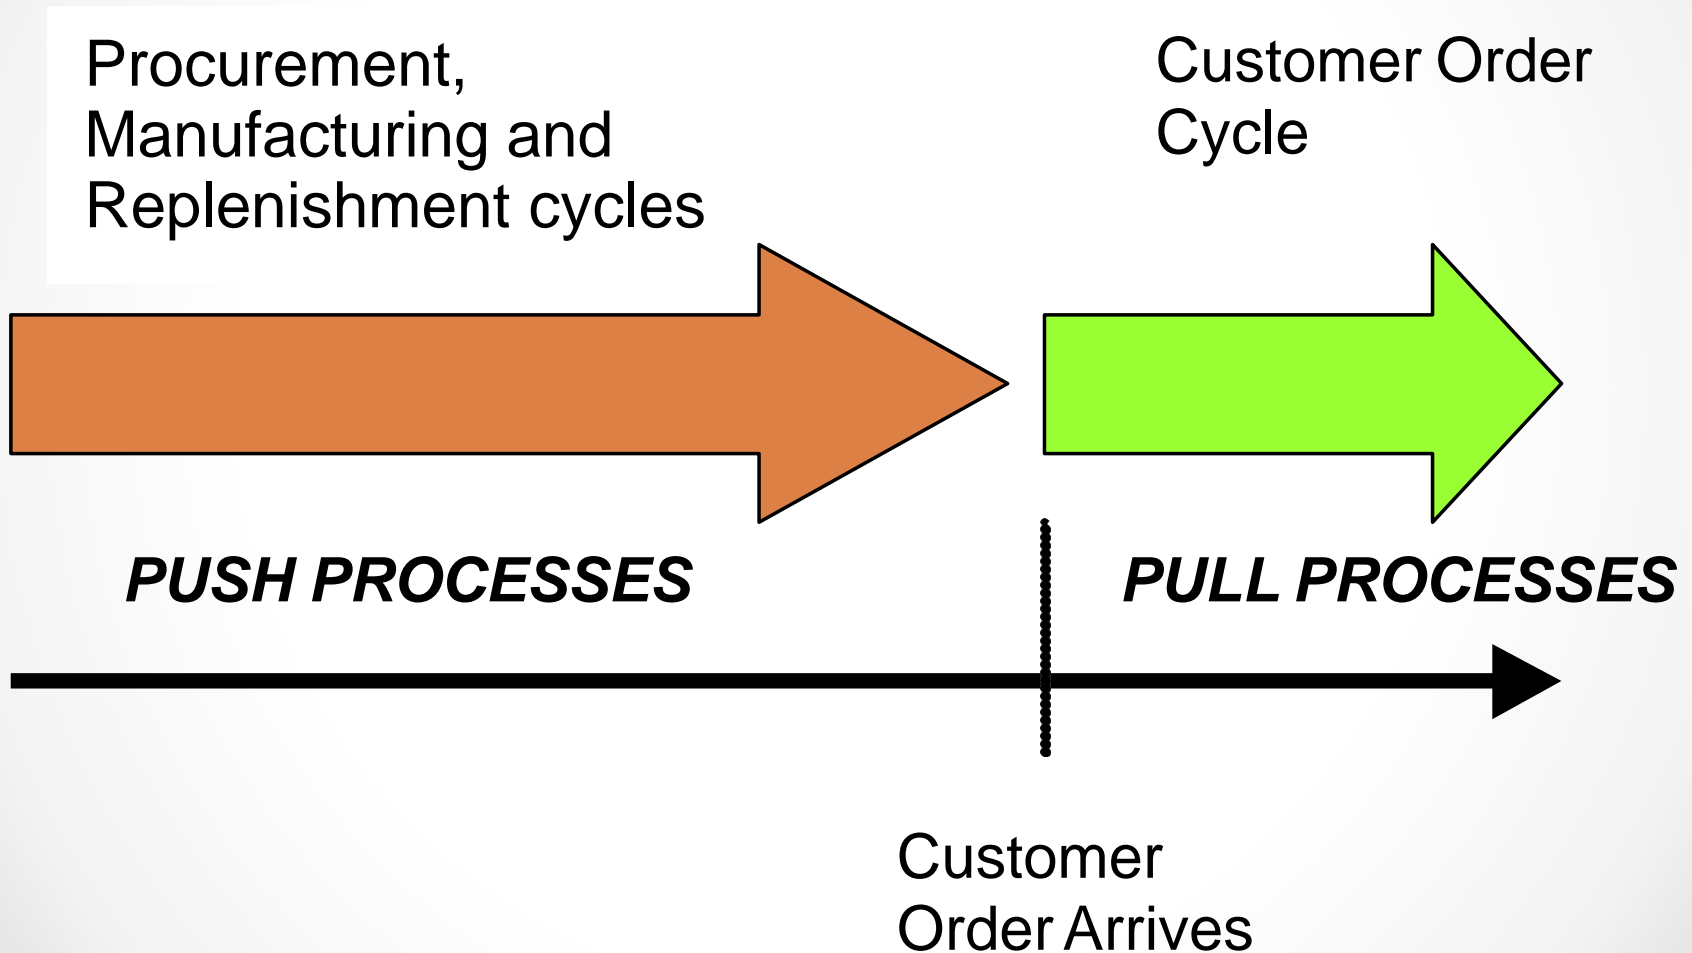 Procurement,
Manufacturing and
Replenishment cycles
Customer Order
Cycle
PUSH PROCESSES
PULL PROCESSES
Customer
Order Arrives